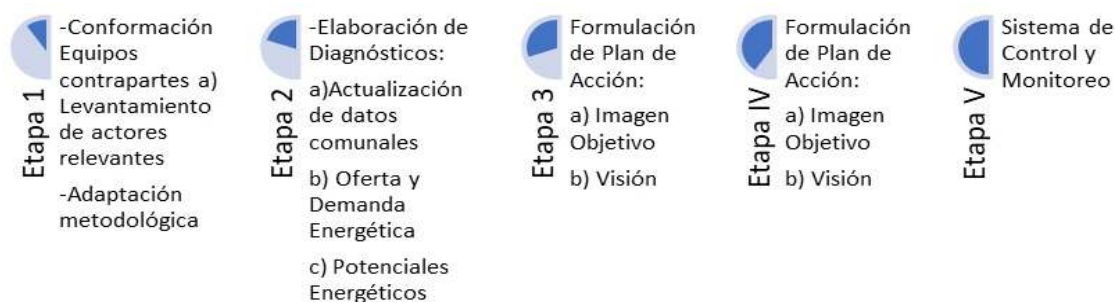 Etapa 1
-Conformación
Equipos
contrapartes a)
Levantamiento
de actores
relevantes
-Adaptación
metodológica
Etapa 2
-Elaboración de
Diagnósticos:
a)Actualización
de datos
comunales
b) Oferta y
Demanda
Energética
c) Potenciales
Energéticos
Etapa 3
Formulación
de Plan de
Acción:
a) Imagen
Objetivo
b) Visión
Etapa IV
Formulación
de Plan de
Acción:
a) Imagen
Objetivo
b) Visión
Etapa V
Sistema de
Control y
Monitoreo